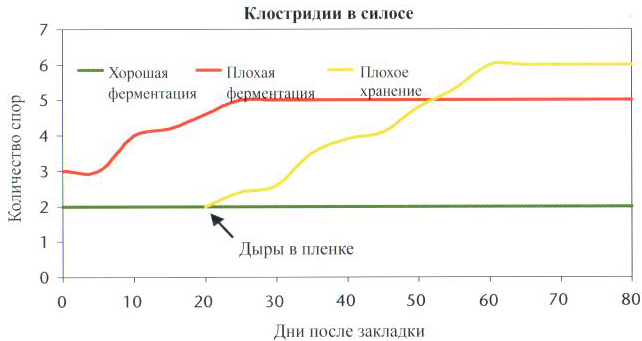 Клостридии в силосе
7
6
5
4
3
2
1
0
Количество спор
Хорошая
ферментация
Плохая
ферментация
Плохое
хранение
Дыры в пленке
0 10 20 30 40 50 60 70 80
Дни после закладки